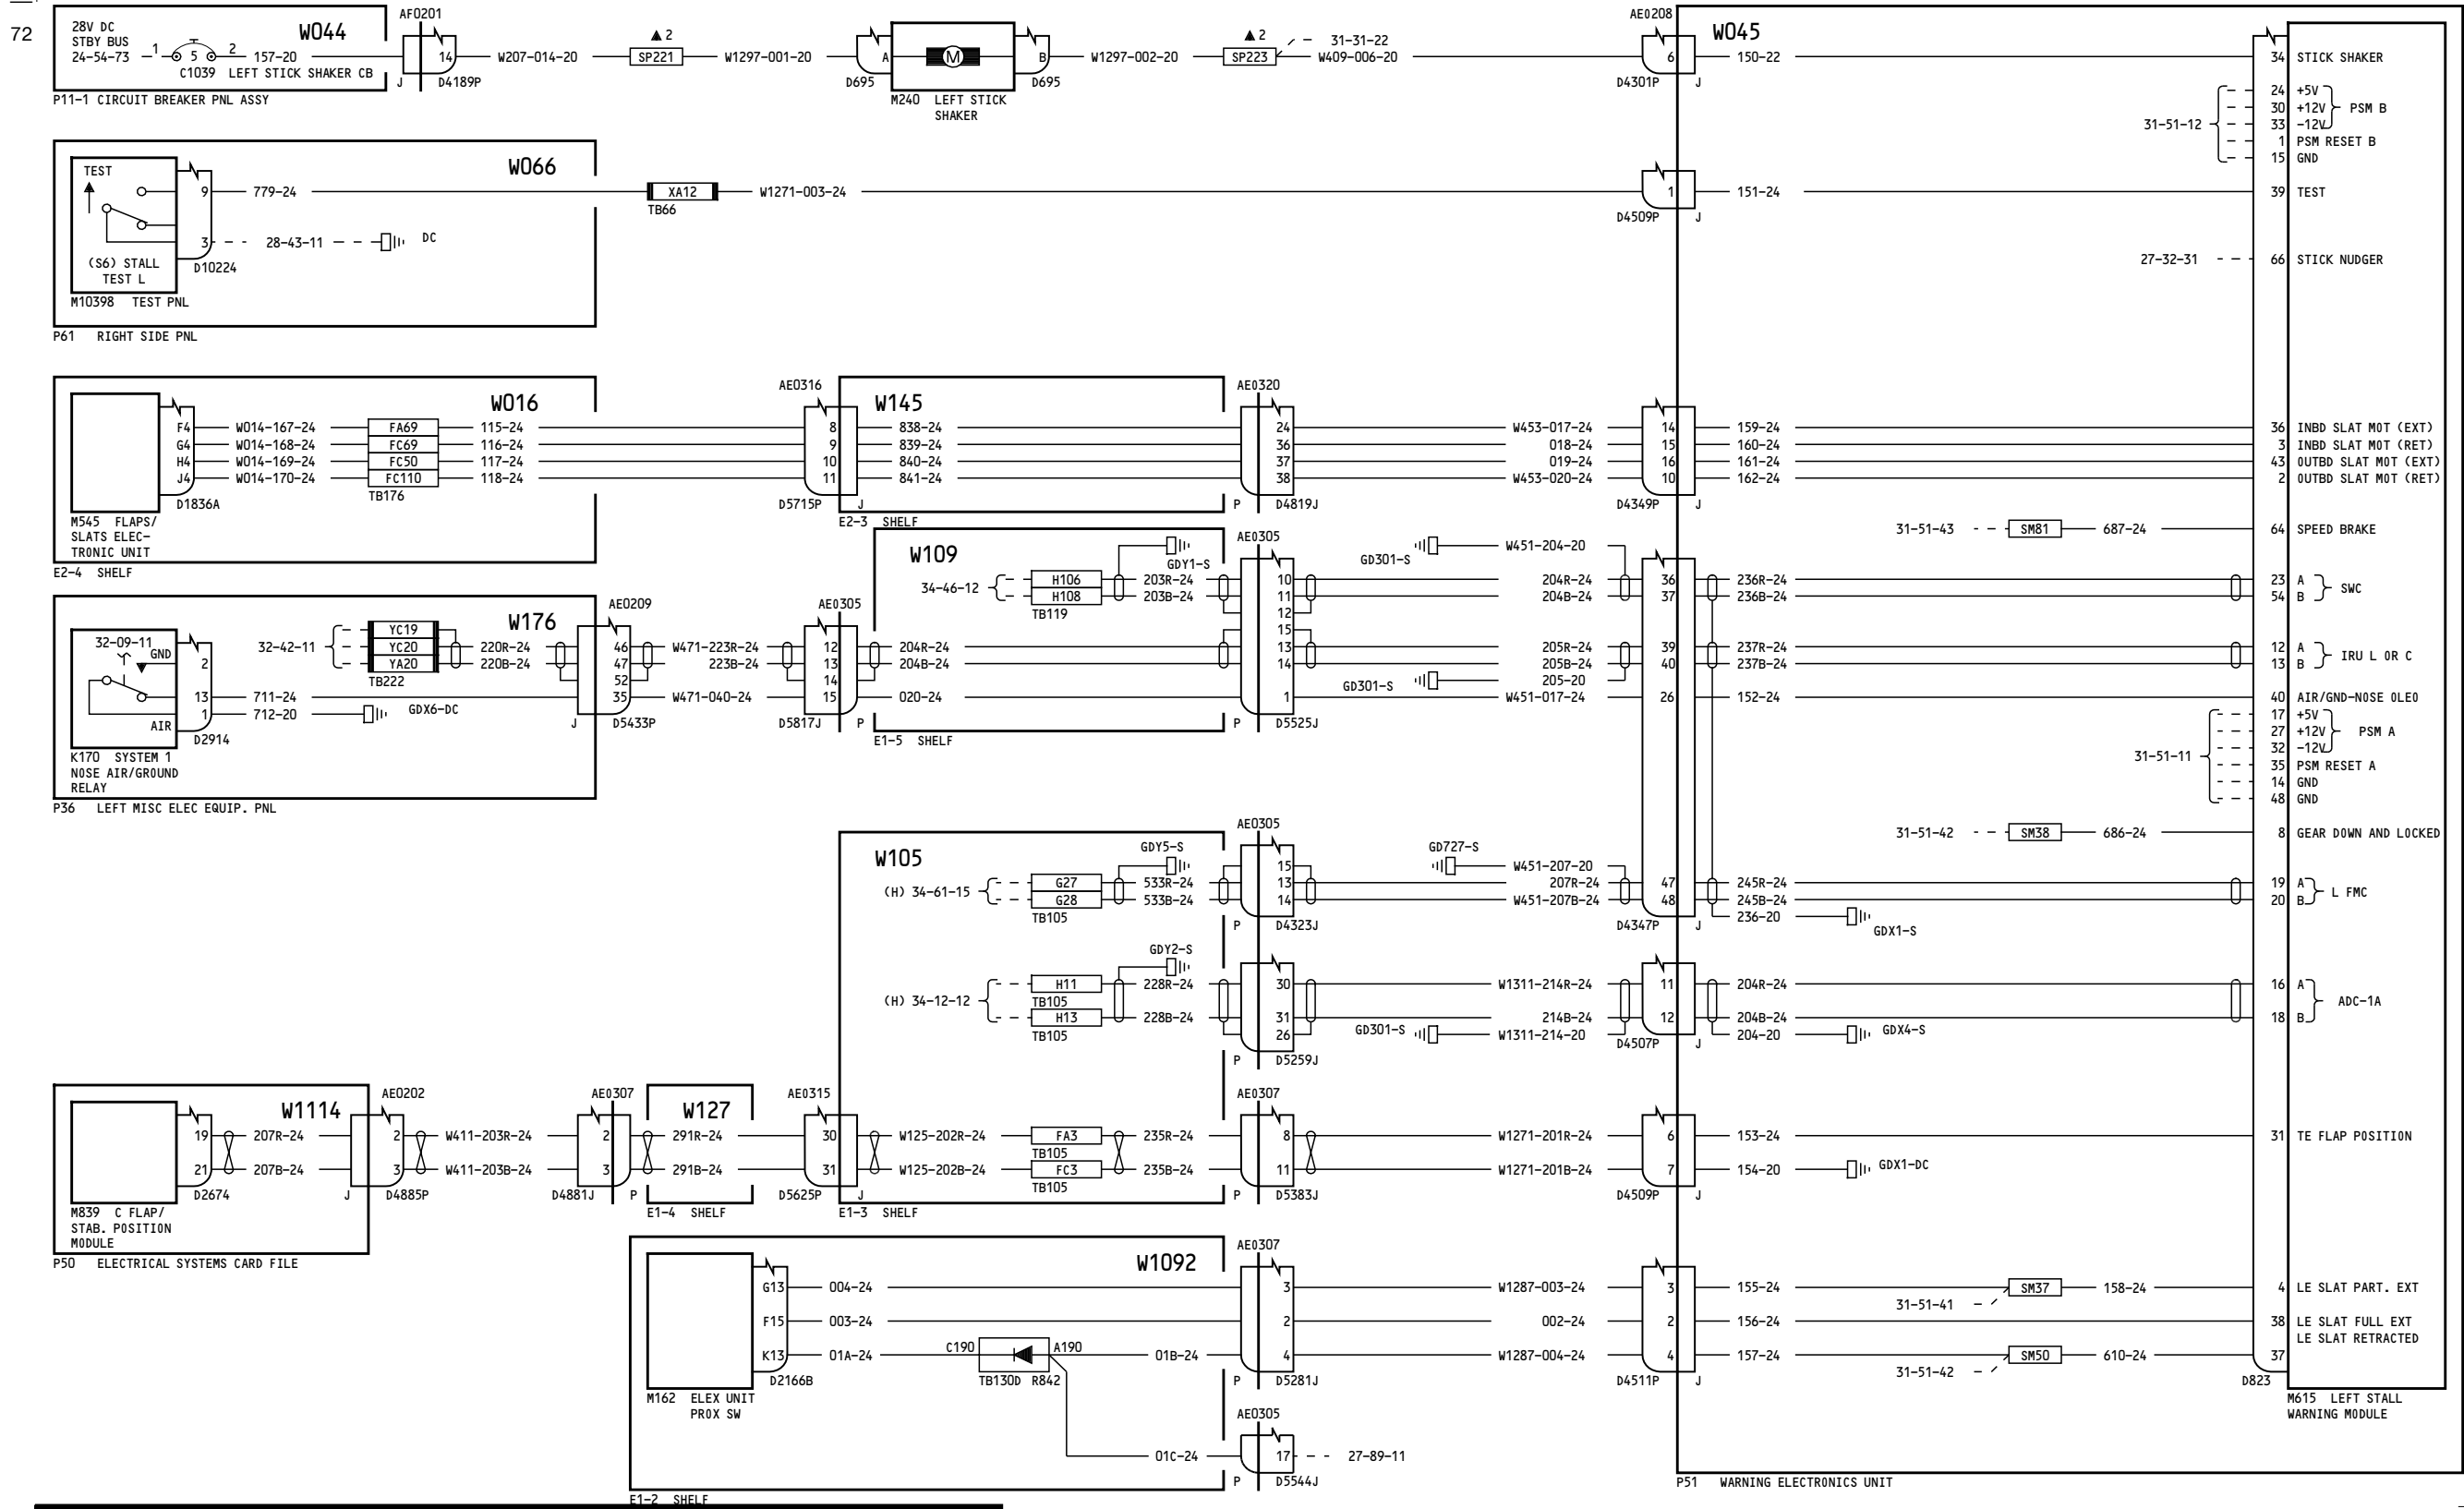 72
28V DC
STBY BUS
24-54-73
1
5
2
157-20
W044
C1039 LEFT STICK SHAKER CB
P11-1 CIRCUIT BREAKER PNL ASSY
AF0201
14
J
D4189P
W207-014-20
▲ 2
SP221
W1297-001-20
A
D695
M
M240 LEFT STICK
SHAKER
B
D695
W1297-002-20
▲ 2
SP223
31-31-22
W409-006-20
AE0208
6
D4301P
J
W045
150-22
34 STICK SHAKER
31-51-12
24 +5V
30 +12V
33 -12V
PSM B
1 PSM RESET B
15 GND
TEST
9
779-24
W066
3
28-43-11
DC
(S6) STALL
TEST L
D10224
M10398 TEST PNL
P61 RIGHT SIDE PNL
XA12
TB66
W1271-003-24
1
D4509P
J
151-24
39 TEST
27-32-31
66 STICK NUDGER
W016
F4 W014-167-24 FA69 115-24
G4 W014-168-24 FC69 116-24
H4 W014-169-24 FC50 117-24
J4 W014-170-24 FC110 118-24
D1836A
TB176
M545 FLAPS/
SLATS ELEC-
TRONIC UNIT
E2-4 SHELF
AE0316
8
9
10
11
D5715P
J
W145
838-24
839-24
840-24
841-24
E2-3 SHELF
AE0320
24
36
37
38
P
D4819J
W453-017-24
018-24
019-24
W453-020-24
14
15
16
10
D4349P
J
159-24
160-24
161-24
162-24
36 INBD SLAT MOT (EXT)
3 INBD SLAT MOT (RET)
43 OUTBD SLAT MOT (EXT)
2 OUTBD SLAT MOT (RET)
31-51-43
SM81
687-24
64 SPEED BRAKE
W109
GDY1-S
34-46-12
H106
H108
TB119
203R-24
203B-24
AE0305
10
11
12
15
13
14
1
P
D5525J
GD301-S
W451-204-20
204R-24
204B-24
205R-24
205B-24
205-20
GD301-S
W451-017-24
36
37
39
40
26
236R-24
236B-24
237R-24
237B-24
152-24
23 A
54 B
SWC
12 A
13 B
IRU L OR C
40 AIR/GND-NOSE OLEO
W176
32-09-11
GND
2
13
711-24
1
712-20
GDX6-DC
AIR
D2914
K170 SYSTEM 1
NOSE AIR/GROUND
RELAY
P36 LEFT MISC ELEC EQUIP. PNL
32-42-11
YC19
YC20
YA20
TB222
220R-24
220B-24
AE0209
46
47
52
35
J
D5433P
W471-223R-24
223B-24
W471-040-24
AE0305
12
13
14
15
D5817J
P
204R-24
204B-24
020-24
E1-5 SHELF
31-51-11
17 +5V
27 +12V
32 -12V
PSM A
35 PSM RESET A
14 GND
48 GND
31-51-42
SM38
686-24
8 GEAR DOWN AND LOCKED
W105
GDY5-S
(H) 34-61-15
G27
G28
TB105
533R-24
533B-24
AE0305
15
13
14
P
D4323J
GD727-S
W451-207-20
207R-24
W451-207B-24
47
48
D4347P
J
245R-24
245B-24
236-20
GDX1-S
19 A
20 B
L FMC
GDY2-S
(H) 34-12-12
H11
TB105
H13
TB105
228R-24
228B-24
30
31
26
P
D5259J
W1311-214R-24
214B-24
GD301-S
W1311-214-20
11
12
D4507P
J
204R-24
204B-24
204-20
GDX4-S
16 A
18 B
ADC-1A
W1114
19 207R-24
21 207B-24
D2674
M839 C FLAP/
STAB. POSITION
MODULE
P50 ELECTRICAL SYSTEMS CARD FILE
AE0202
2
3
J
D4885P
W411-203R-24
W411-203B-24
AE0307
2
3
D4881J
P
W127
291R-24
291B-24
E1-4 SHELF
AE0315
30
31
D5625P
J
W125-202R-24
W125-202B-24
FA3
TB105
FC3
TB105
235R-24
235B-24
E1-3 SHELF
AE0307
8
11
P
D5383J
W1271-201R-24
W1271-201B-24
6
7
D4509P
J
153-24
154-20
GDX1-DC
31 TE FLAP POSITION
W1092
G13 004-24
F15 003-24
K13 01A-24
D2166B
M162 ELEX UNIT
PROX SW
C190
A190
TB130D R842
01B-24
01C-24
E1-2 SHELF
AE0307
3
2
4
P
D5281J
AE0305
17
27-89-11
P
D5544J
W1287-003-24
002-24
W1287-004-24
3
2
4
D4511P
J
155-24
156-24
157-24
31-51-41
SM37
158-24
31-51-42
SM50
610-24
4 LE SLAT PART. EXT
38 LE SLAT FULL EXT
LE SLAT RETRACTED
37
D823
M615 LEFT STALL
WARNING MODULE
P51 WARNING ELECTRONICS UNIT